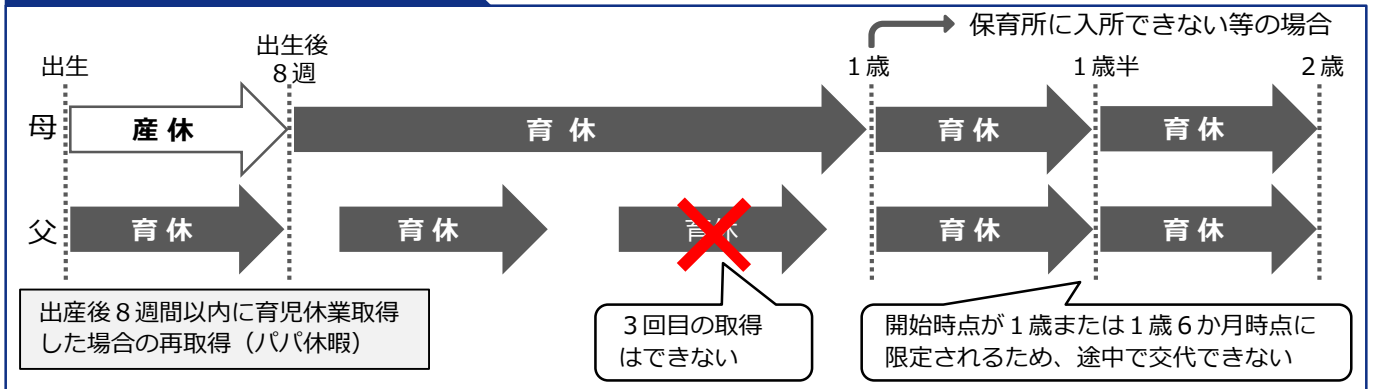 保育所に入所できない等の場合
出生
出生後
８週
１歳
１歳半
２歳
母
産 休
育 休
育 休
育 休
父
育 休
育 休
育休
育 休
育 休
出産後８週間以内に育児休業取得
した場合の再取得（パパ休暇）
３回目の取得
はできない
開始時点が１歳または１歳６か月時点に
限定されるため、途中で交代できない